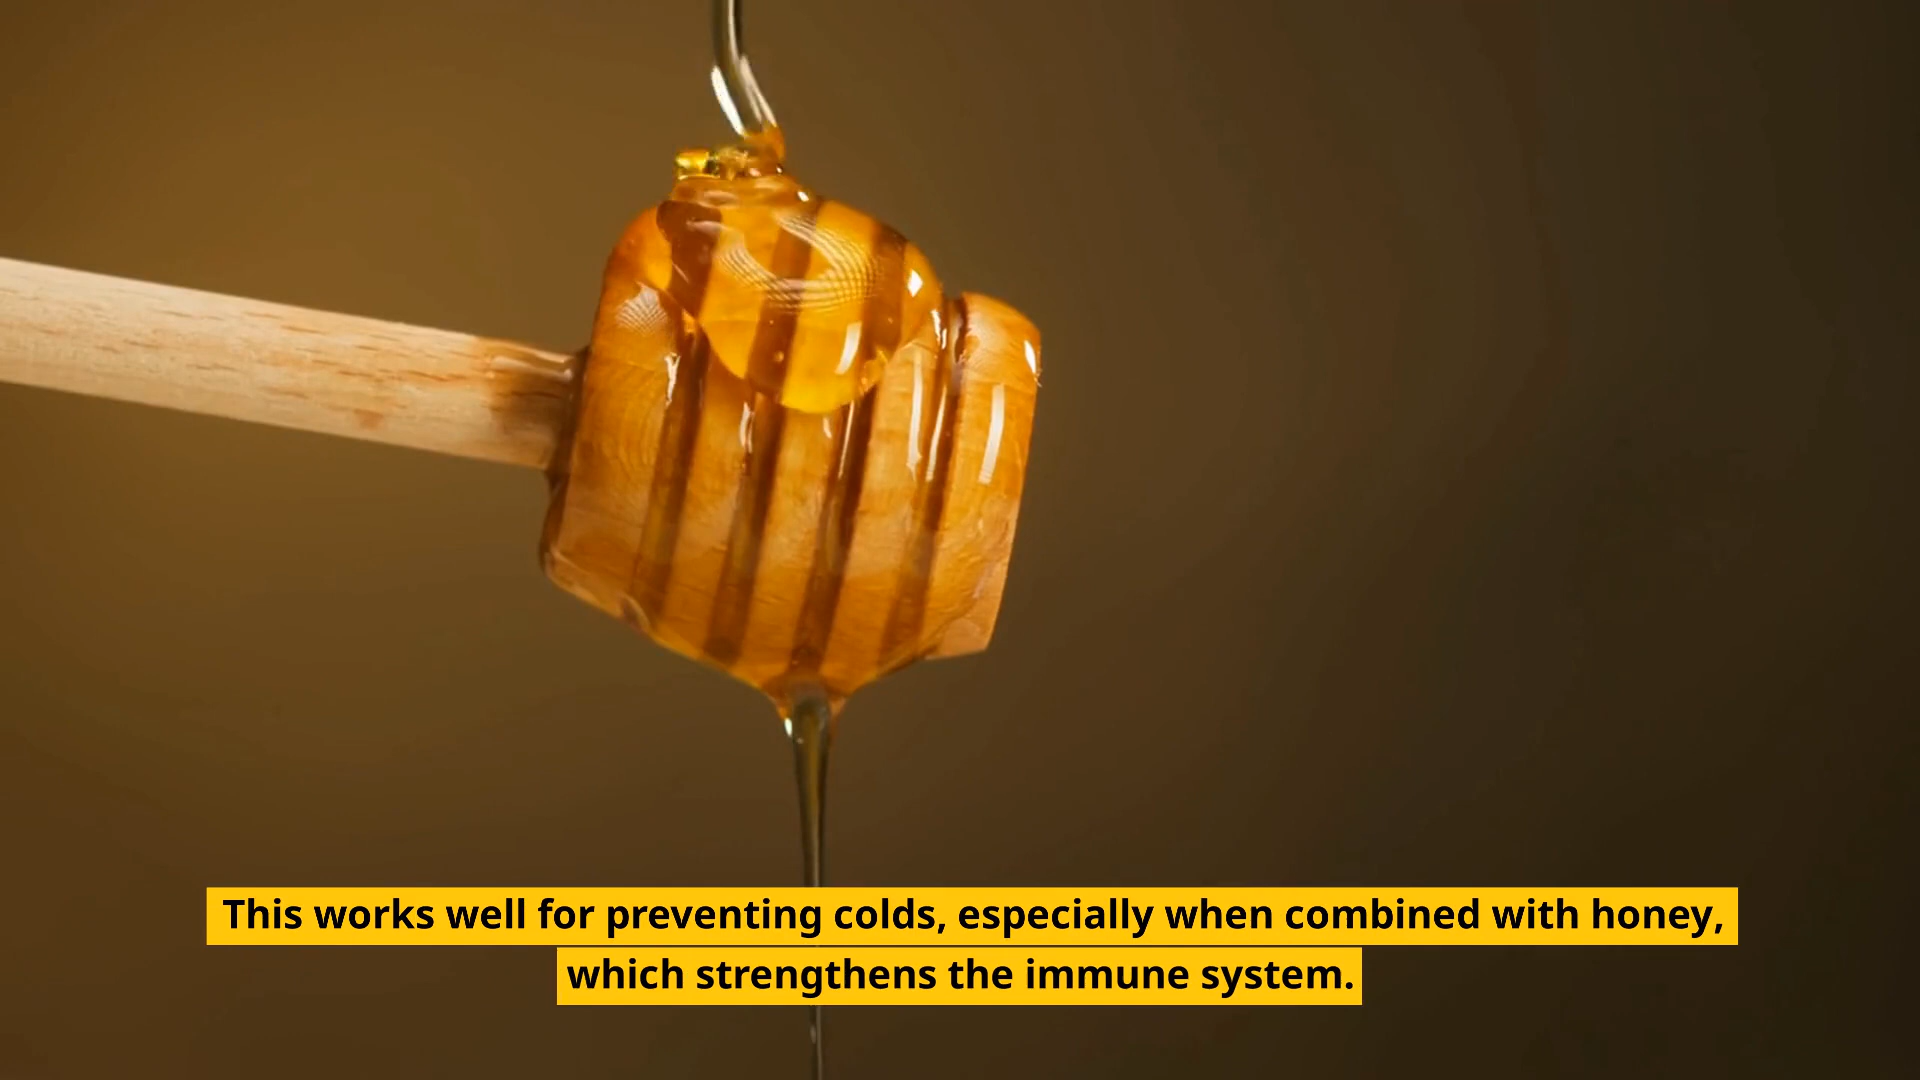 This works well for preventing colds, especially when combined with honey,
which strengthens the immune system.